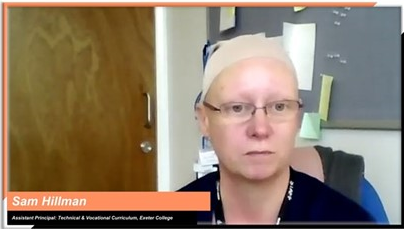 Sam Hillman
Assistant Principal: Technical & Vocational Curriculum, Exeter College